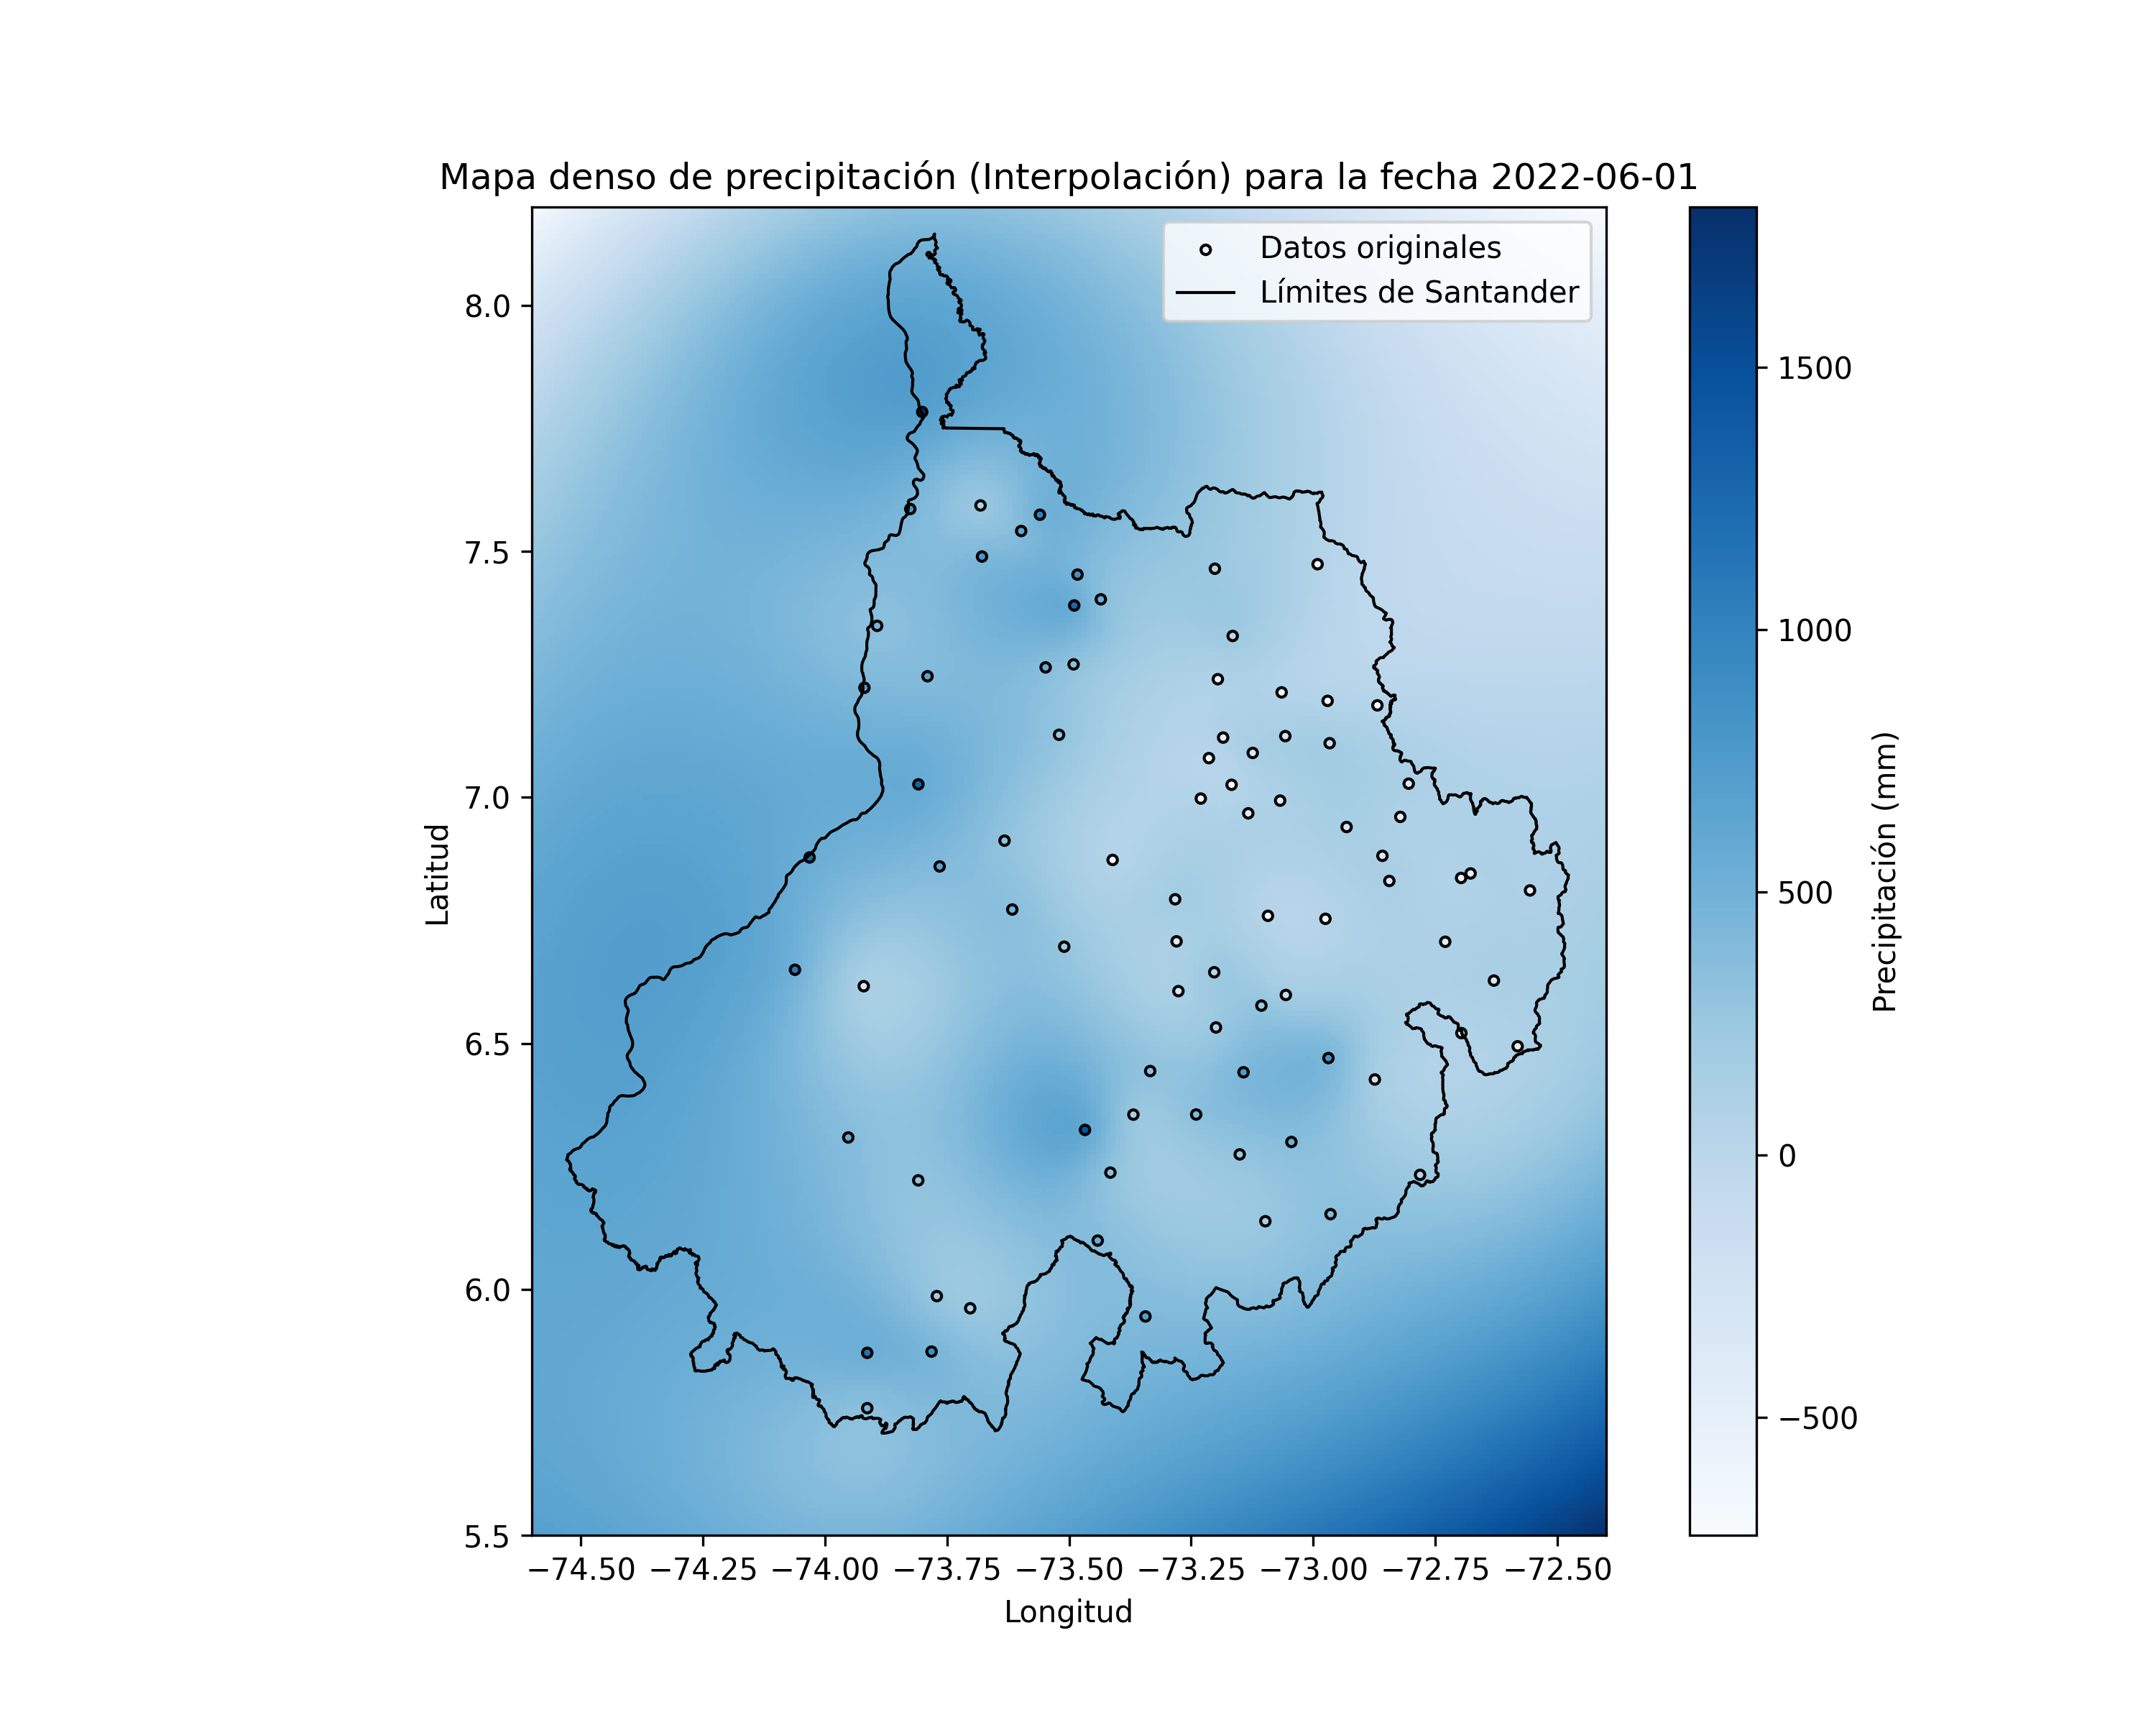 Mapa denso de precipitación (Interpolación) para la fecha 2022-06-01
Datos originales
Límites de Santander
8.0
7.5
7.0
6.5
6.0
5.5
Latitud
−74.50 −74.25 −74.00 −73.75 −73.50 −73.25 −73.00 −72.75 −72.50
Longitud
1500
1000
500
0
−500
Precipitación (mm)